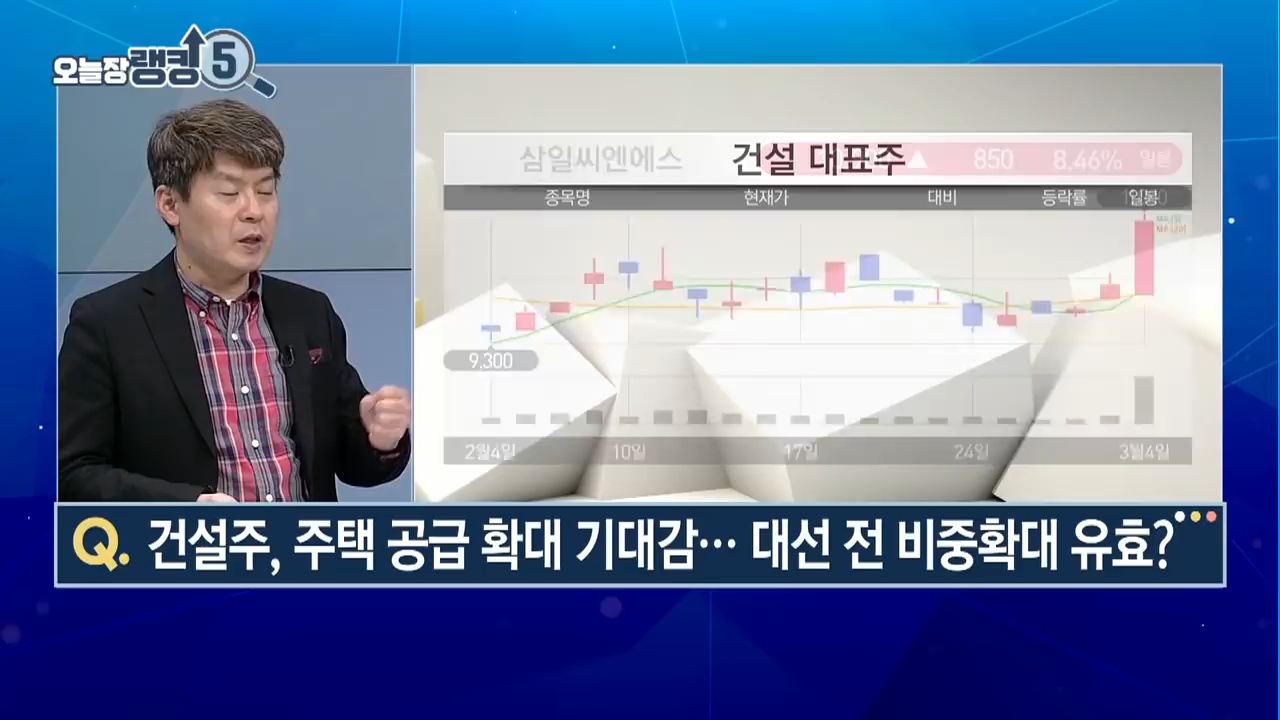 오늘장랭킹5
삼일씨엔에스 건설 대표주 ▲ 850 8.46% 일봉
종목명 현재가 대비 등락률 일봉
9,300
2월4일 10일 17일 24일 3월4일
Q. 건설주, 주택 공급 확대 기대감… 대선 전 비중확대 유효?